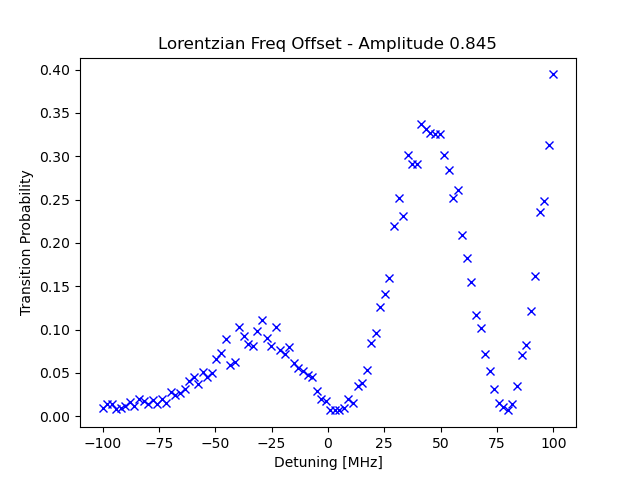 Lorentzian Freq Offset - Amplitude 0.845
Transition Probability
0.40
0.35
0.30
0.25
0.20
0.15
0.10
0.05
0.00
−100 −75 −50 −25 0 25 50 75 100
Detuning [MHz]